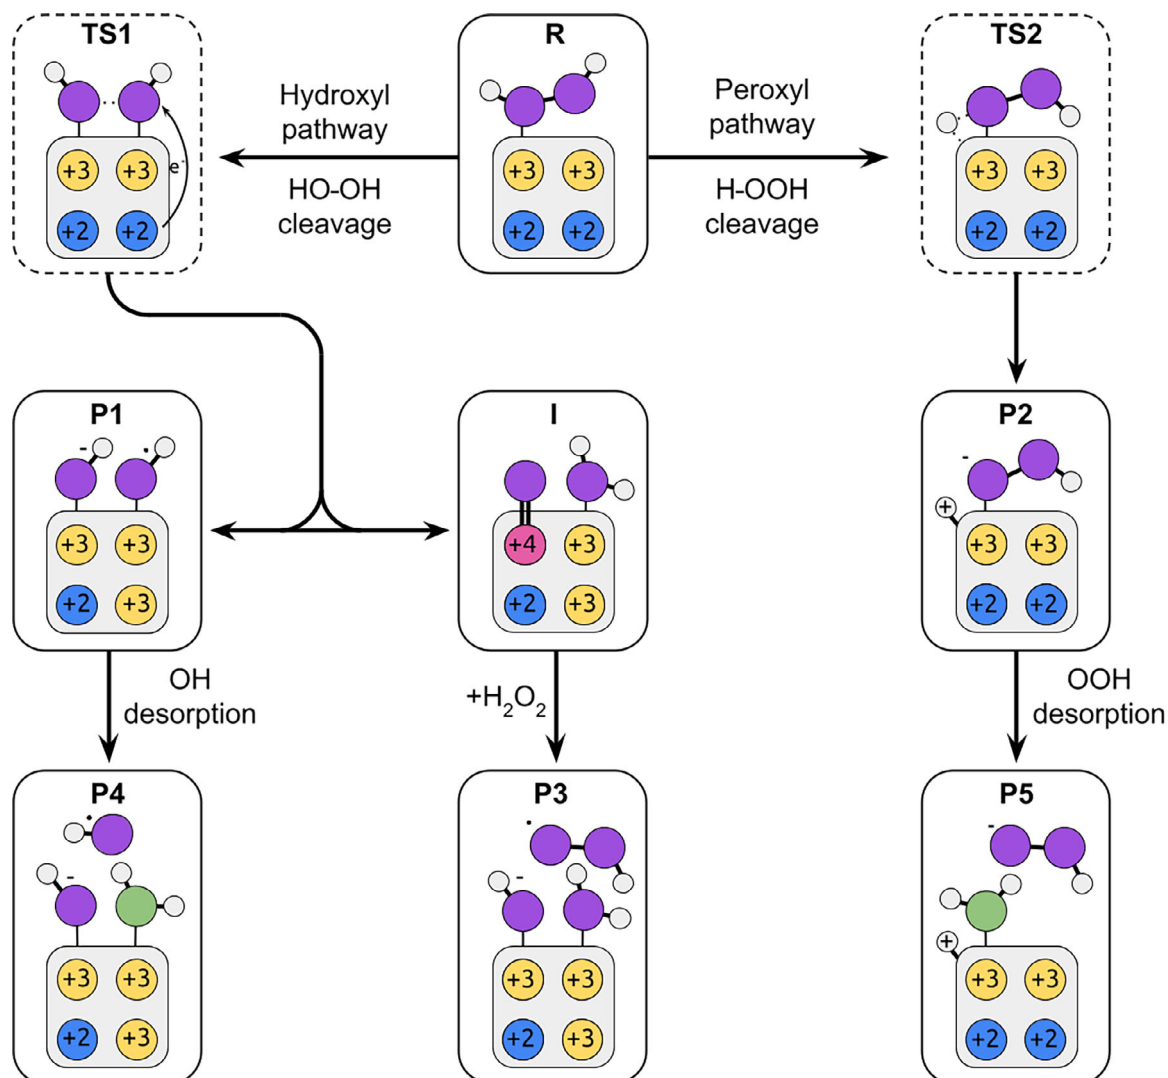 TS1
R
TS2
Hydroxyl
pathway
HO-OH
cleavage
Peroxyl
pathway
H-OOH
cleavage
+3 +3 e-
+2 +2
+3 +3
+2 +2
+3 +3
+2 +2
P1
I
P2
-
·
-
+
+3 +3
+2 +3
+4 +3
+2 +3
+3 +3
+2 +2
OH
desorption
+H₂O₂
OOH
desorption
P4
P3
P5
·
-
·
-
-
+
+3 +3
+2 +3
+3 +3
+2 +3
+3 +3
+2 +2